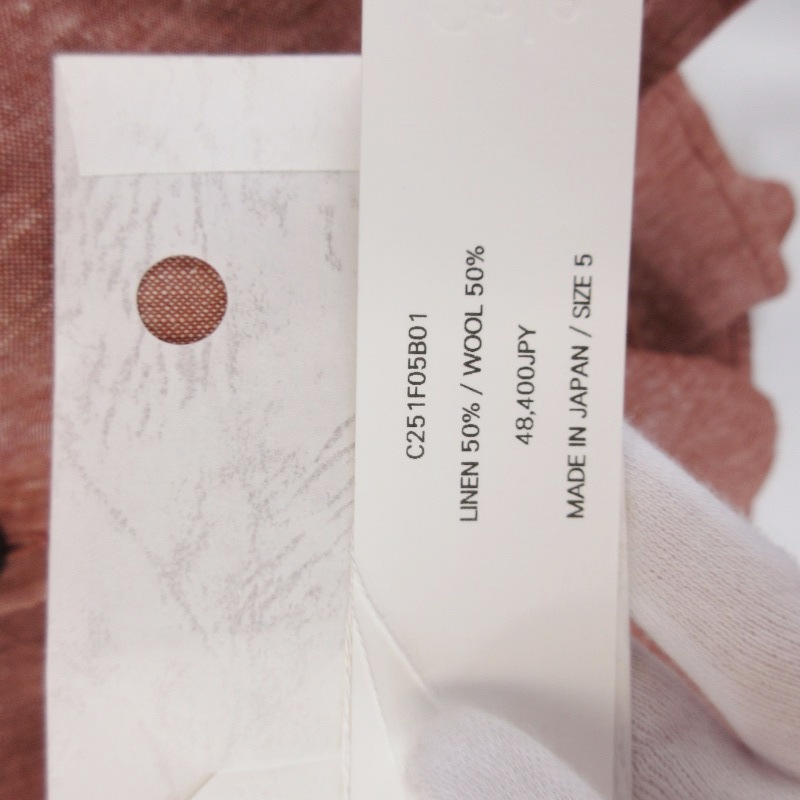 C251F05B01
LINEN 50% / WOOL 50%
48,400JPY
MADE IN JAPAN / SIZE 5